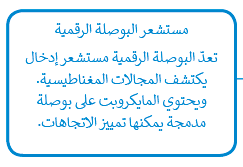 مستشعر البوصلة الرقمية
تعدّ البوصلة الرقمية مستشعر إدخال
يكتشف المجالات المغناطيسية.
ويحتوي المايكروبت على بوصلة
مدمجة يمكنها تمييز الاتجاهات.